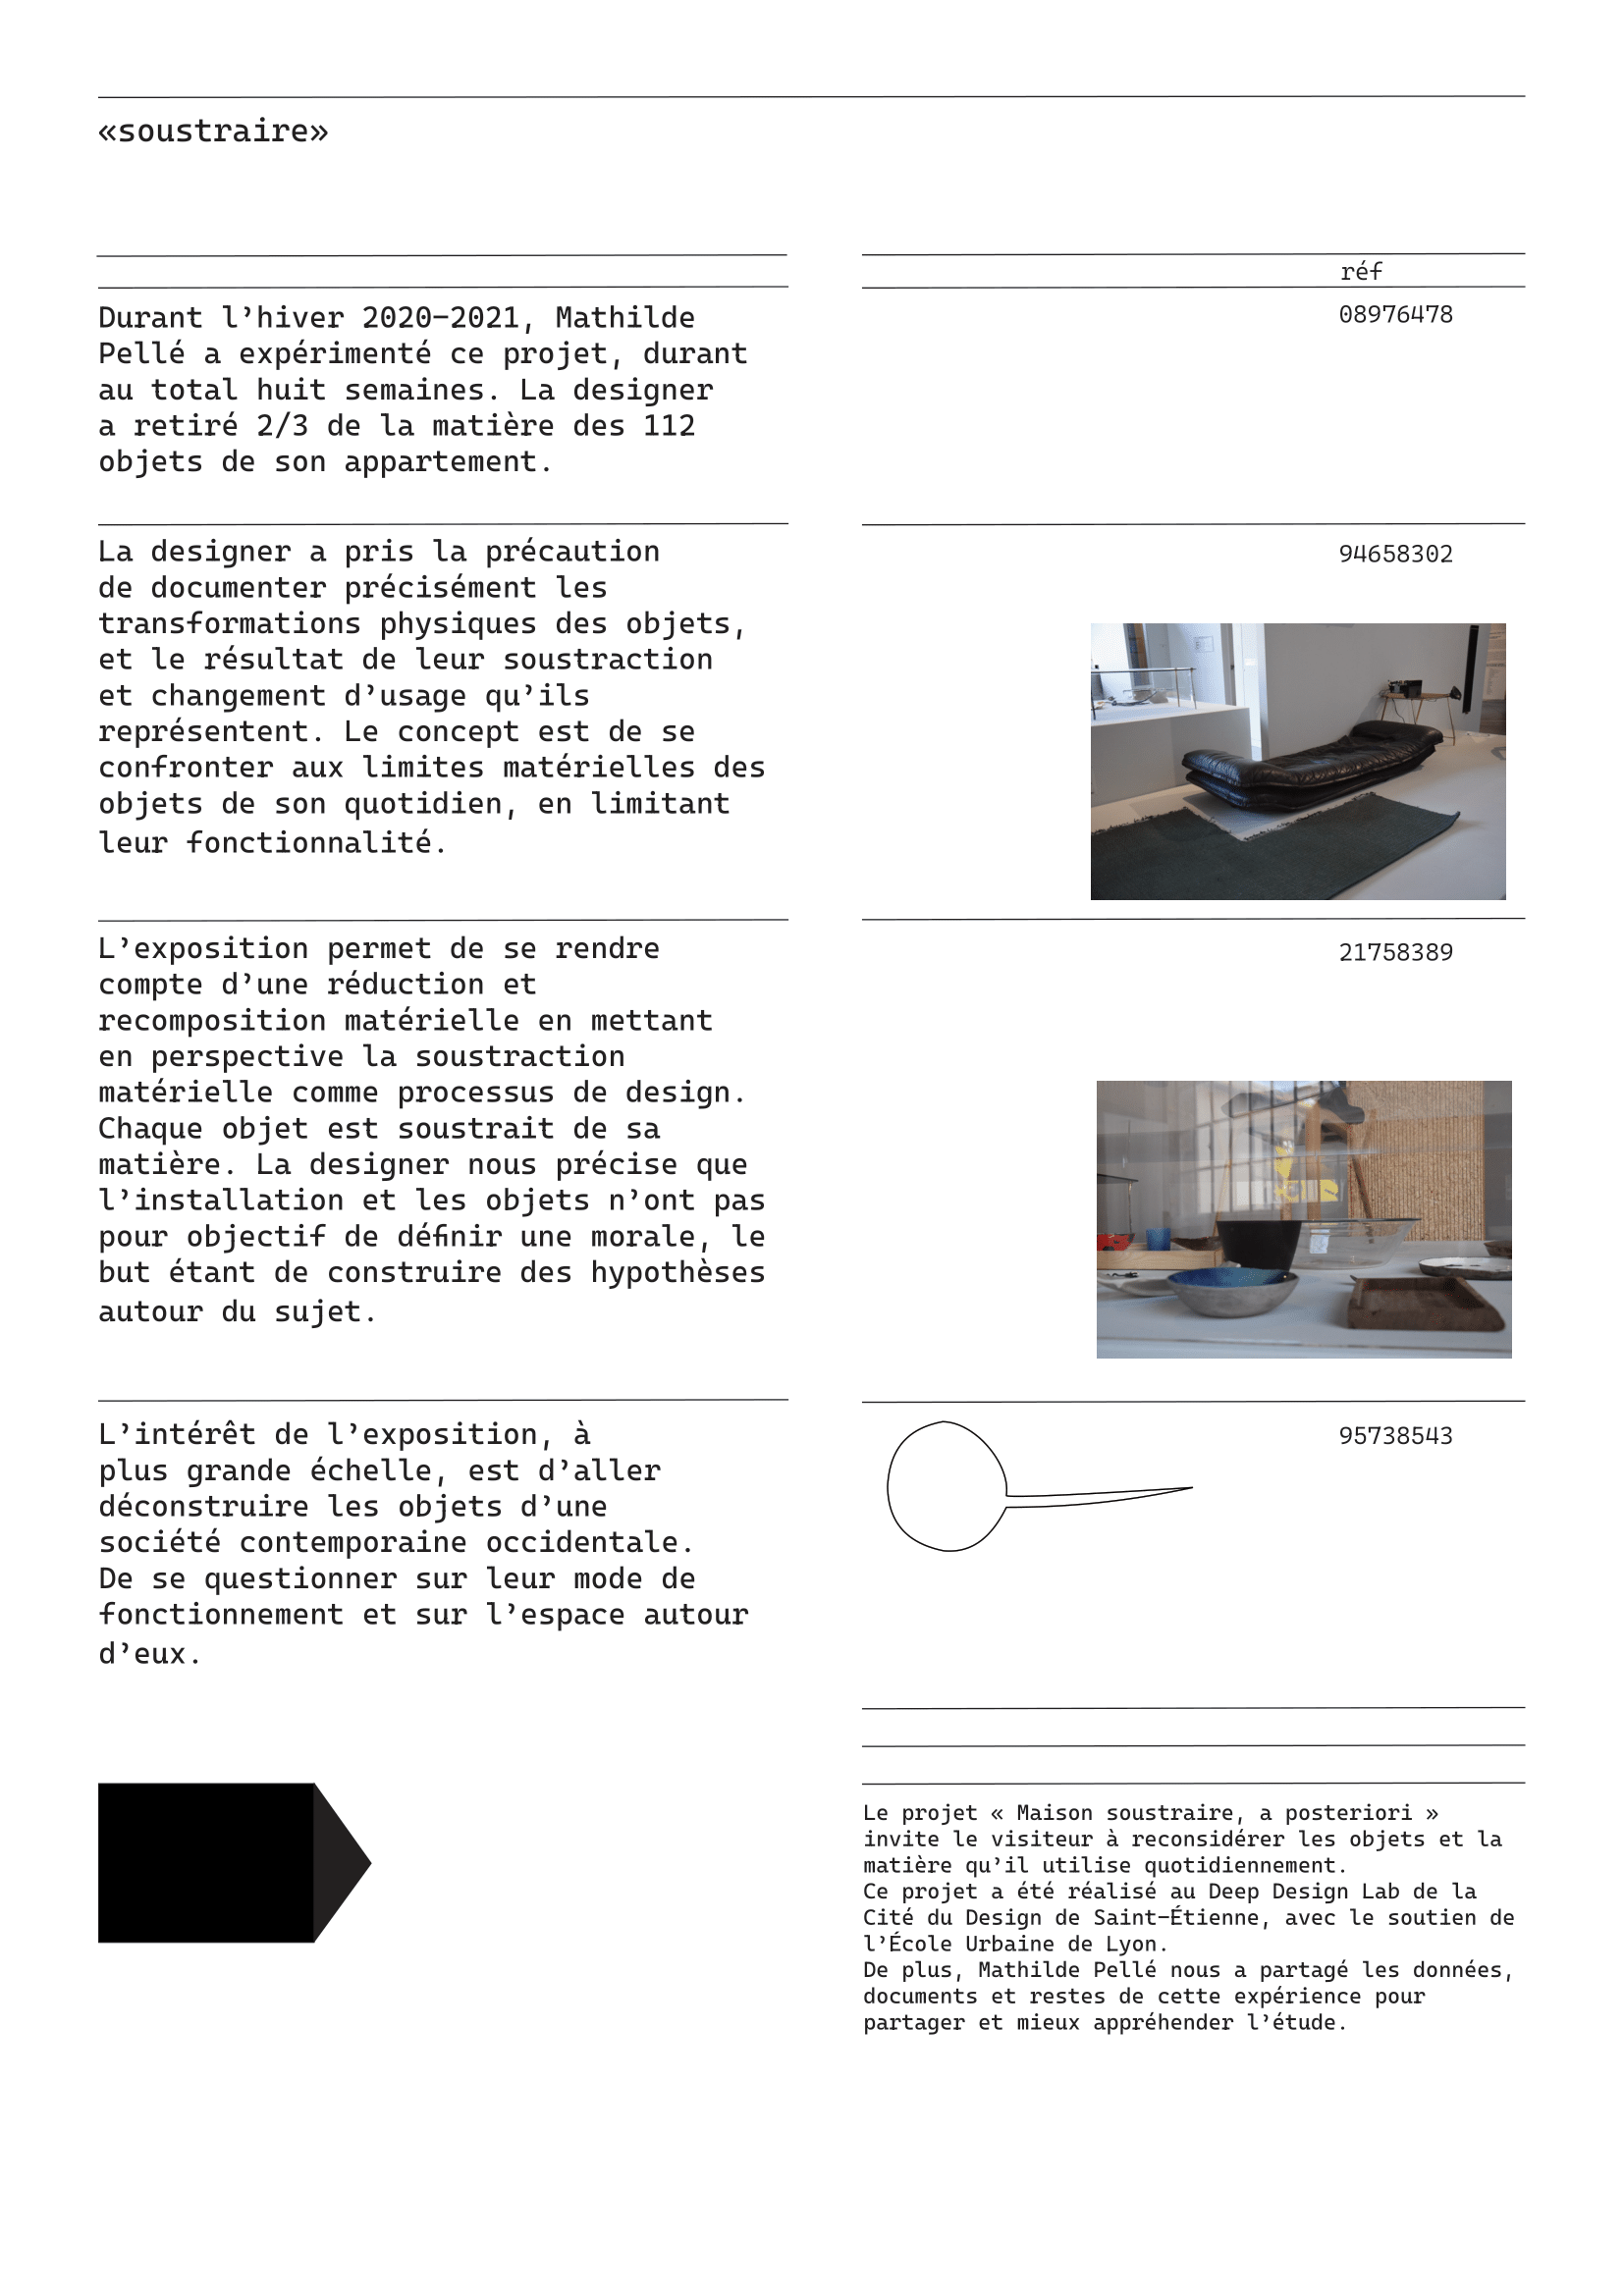 «soustraire»
réf
Durant l’hiver 2020-2021, Mathilde
Pellé a expérimenté ce projet, durant
au total huit semaines. La designer
a retiré 2/3 de la matière des 112
objets de son appartement.
08976478
La designer a pris la précaution
de documenter précisément les
transformations physiques des objets,
et le résultat de leur soustraction
et changement d’usage qu’ils
représentent. Le concept est de se
confronter aux limites matérielles des
objets de son quotidien, en limitant
leur fonctionnalité.
94658302
L’exposition permet de se rendre
compte d’une réduction et
recomposition matérielle en mettant
en perspective la soustraction
matérielle comme processus de design.
Chaque objet est soustrait de sa
matière. La designer nous précise que
l’installation et les objets n’ont pas
pour objectif de définir une morale, le
but étant de construire des hypothèses
autour du sujet.
21758389
L’intérêt de l’exposition, à
plus grande échelle, est d’aller
déconstruire les objets d’une
société contemporaine occidentale.
De se questionner sur leur mode de
fonctionnement et sur l’espace autour
d’eux.
95738543
Le projet « Maison soustraire, a posteriori »
invite le visiteur à reconsidérer les objets et la
matière qu’il utilise quotidiennement.
Ce projet a été réalisé au Deep Design Lab de la
Cité du Design de Saint-Étienne, avec le soutien de
l’École Urbaine de Lyon.
De plus, Mathilde Pellé nous a partagé les données,
documents et restes de cette expérience pour
partager et mieux appréhender l’étude.